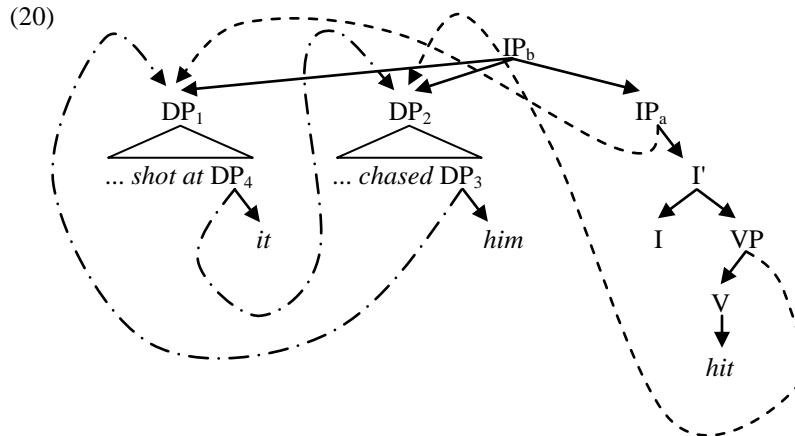 (20)
IP_b
DP_1 DP_2 IP_a
... shot at DP_4 ... chased DP_3 I'
it him I VP
V
hit